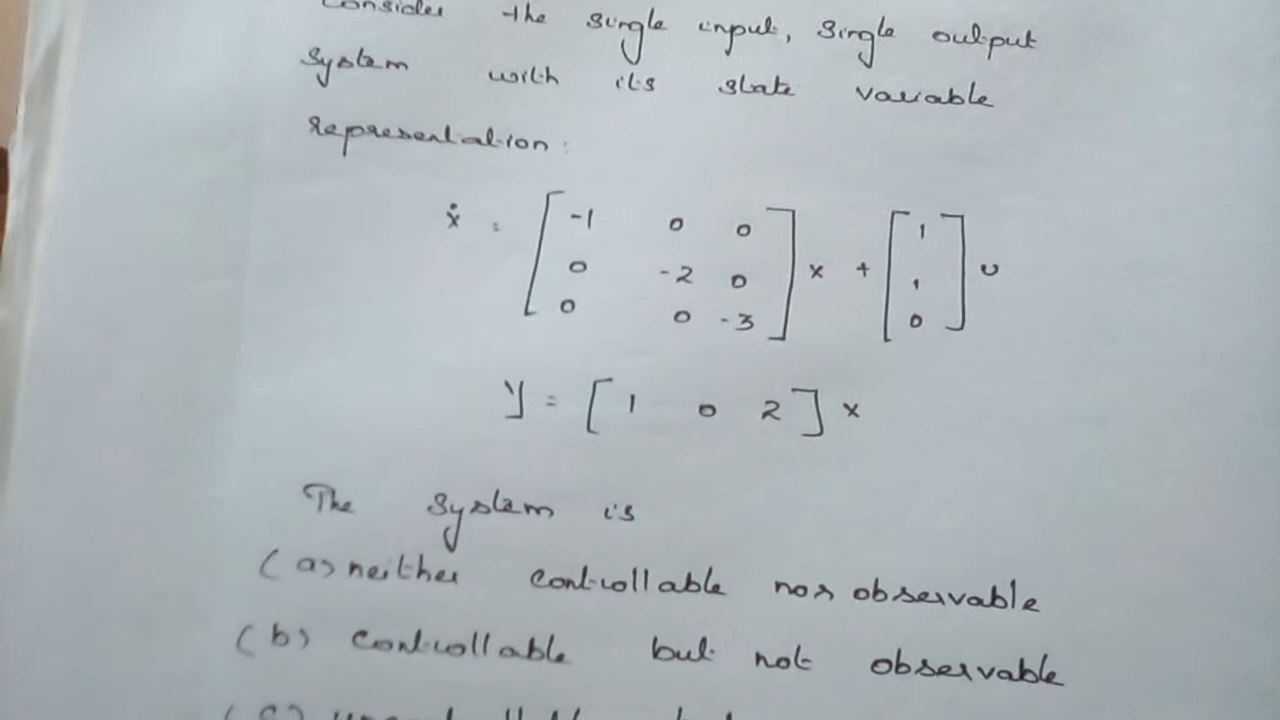 Consider the single input, single output
system with its state variable
representation:
ẋ = [ -1 0 0
0 -2 0
0 0 -3 ] x + [ 1
1
0 ] u
y = [ 1 0 2 ] x
The system is
(a) neither controllable nor observable
(b) controllable but not observable